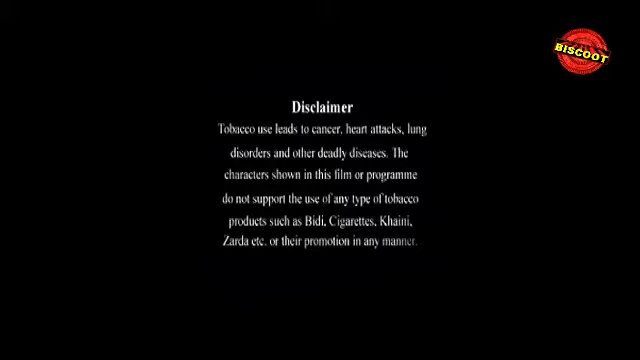 BISCOOT
Disclaimer
Tobacco use leads to cancer, heart attacks, lung
disorders and other deadly diseases. The
characters shown in this film or programme
do not support the use of any type of tobacco
products such as Bidi, Cigarettes, Khaini,
Zarda etc. or their promotion in any manner.